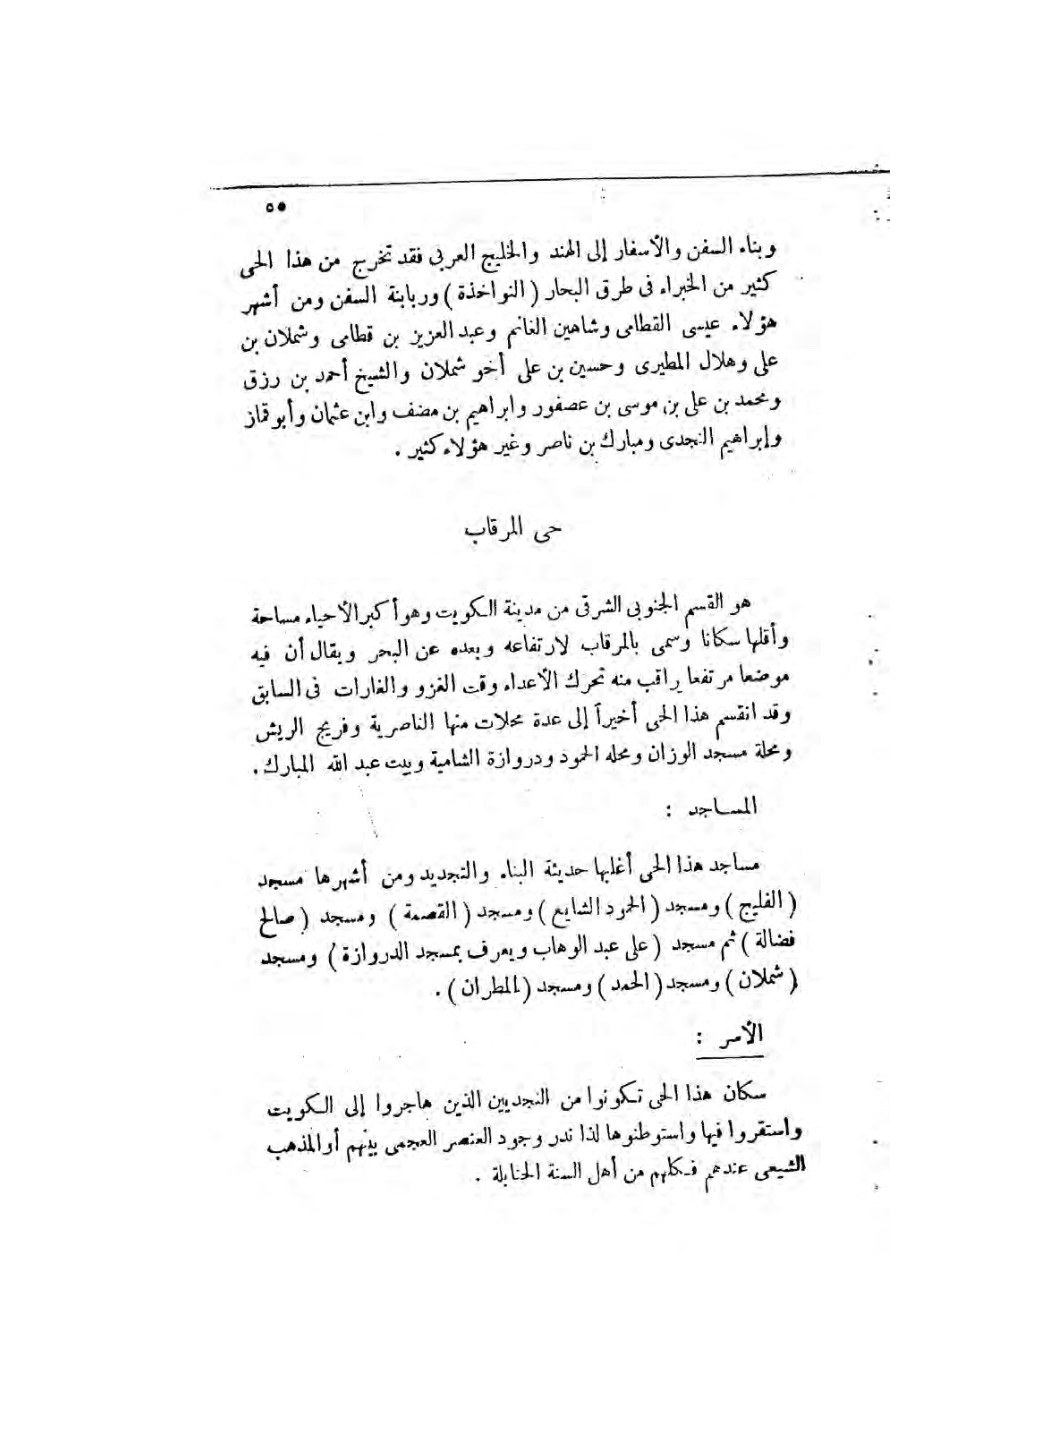 ٥٥
وبناء السفن والأسفار إلى الهند والخليج العربى فقد تخرج من هذا الحى
كثير من الخبراء فى طرق البحار ( النواخذة ) وربابنة السفن ومن أشهر
هؤلاء عيسى القطامى وشاهين الغانم وعبد العزيز بن قطامى وشملان بن
على وهلال المطيرى وحسين بن على أخو شملان والشيخ أحمد بن رزق
ومحمد بن على بن موسى بن عصفور وابراهيم بن مضف وابن عثمان وأبو قماز
وإبراهيم النجدى ومبارك بن ناصر وغير هؤلاء كثير .
حى المرقاب
هو القسم الجنوبى الشرقى من مدينة الكويت وهو أكبر الأحياء مساحة
وأقلها سكانا وسمى بالمرقاب لارتفاعه وبعده عن البحر ويقال أن فيه
موضعا مرتفعا يراقب منه تحرك الأعداء وقت الغزو والغارات فى السابق
وقد انقسم هذا الحى أخيراً إلى عدة محلات منها الناصرية وفريج الريش
ومحلة مسجد الوزان ومحله الحمود ودروازة الشامية وبيت عبد الله المبارك .
المساجد :
مساجد هذا الحى أغلبها حديثة البناء والتجديد ومن أشهرها مسجد
( الفليج ) ومسجد ( الحمود الشايع ) ومسجد ( القصمة ) ومسجد ( صالح
فضالة ) ثم مسجد ( على عبد الوهاب ويعرف بمسجد الدروازة ) ومسجد
( شملان ) ومسجد ( الحمد ) ومسجد ( المطران ) .
الأسر :
سكان هذا الحى تكونوا من النجديين الذين هاجروا إلى الكويت
واستقروا فيها واستوطنوها لذا ندر وجود العنصر العجمى بينهم أو المذهب
الشيعى عندهم فكلهم من أهل السنة الحنابلة .